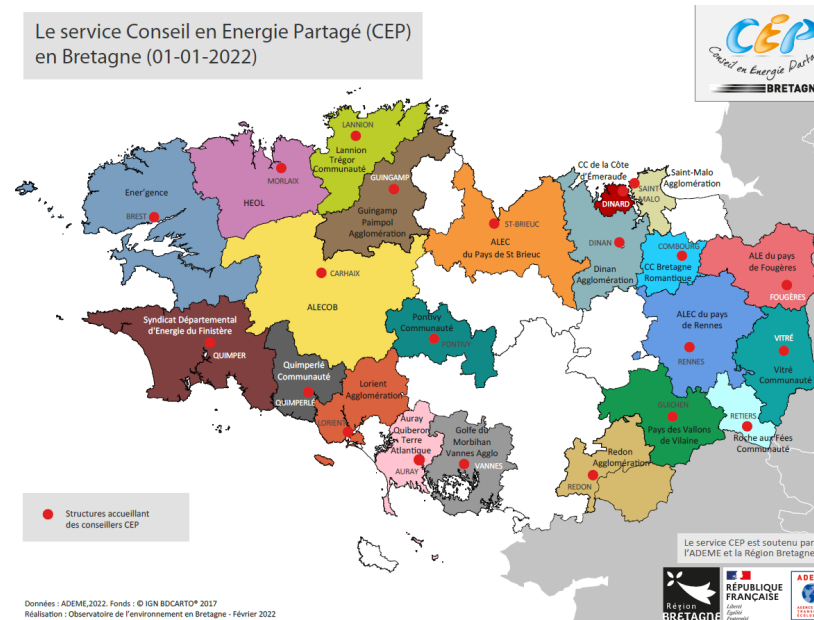 Le service Conseil en Energie Partagé (CEP)
en Bretagne (01-01-2022)
CEP
Conseil en Energie Partagé
BRETAGNE
LANNION
Lannion
Trégor
Communauté
MORLAIX
HEOL
GUINGAMP
Guingamp
Paimpol
Agglomération
Ener'gence
BREST
ST-BRIEUC
ALEC
du Pays de St Brieuc
CC de la Côte
d'Émeraude
DINARD
SAINT
MALO
Saint-Malo
Agglomération
DINAN
Dinan
Agglomération
COMBOURG
CC Bretagne
Romantique
ALE du pays
de Fougères
FOUGÈRES
CARHAIX
ALECOB
Syndicat Départemental
d'Energie du Finistère
QUIMPER
Pontivy
Communauté
PONTIVY
ALEC du pays
de Rennes
RENNES
VITRÉ
Vitré
Communauté
Quimperlé
Communauté
QUIMPERLÉ
Lorient
Agglomération
LORIENT
Auray
Quiberon
Terre
Atlantique
AURAY
Golfe du
Morbihan
Vannes Agglo
VANNES
GUICHEN
Pays des Vallons
de Vilaine
RETIERS
Roche aux Fées
Communauté
Redon
Agglomération
REDON
Structures accueillant
des conseillers CEP
Le service CEP est soutenu par
l'ADEME et la Région Bretagne
Région
BRETAGNE
RÉPUBLIQUE
FRANÇAISE
Liberté
Égalité
Fraternité
ADEME
Données : ADEME,2022. Fonds : © IGN BDCARTO® 2017
Réalisation : Observatoire de l'environnement en Bretagne - Février 2022